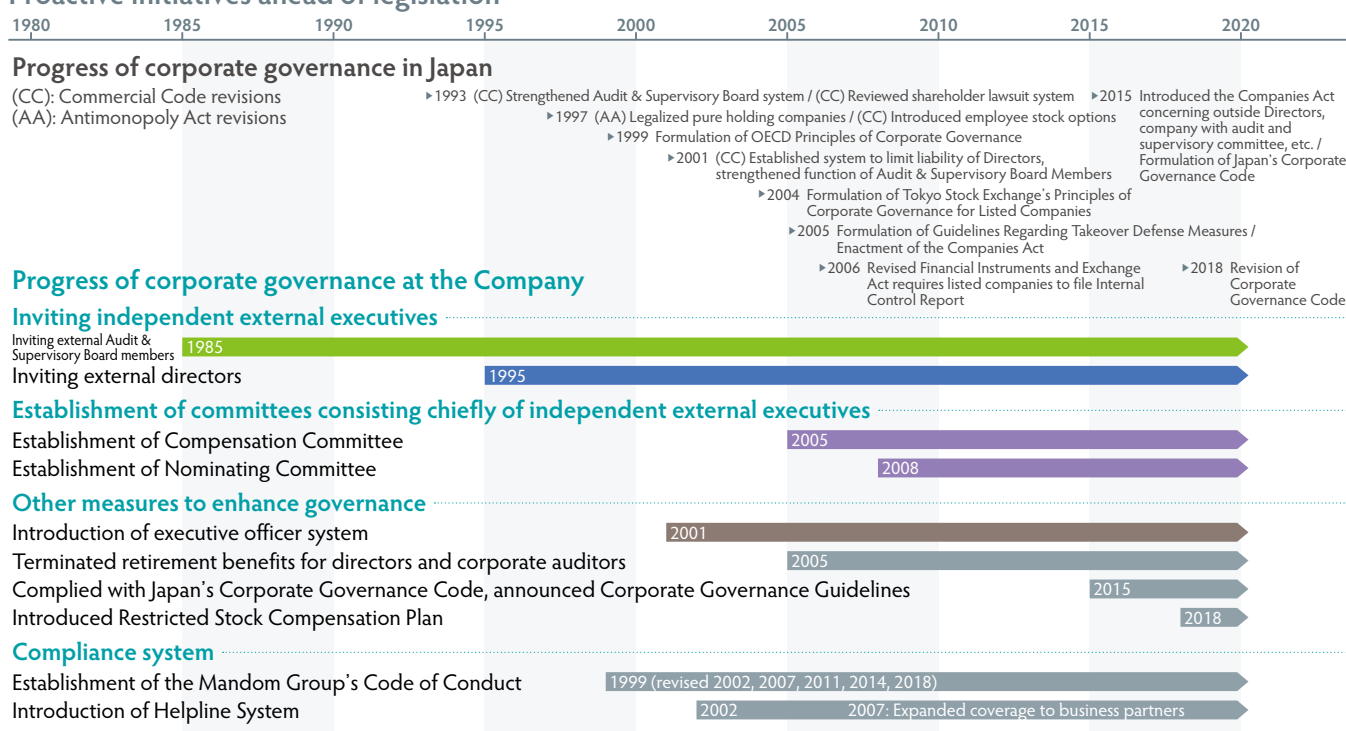 Proactive initiatives ahead of legislation
1980 1985 1990 1995 2000 2005 2010 2015 2020
Progress of corporate governance in Japan
(CC): Commercial Code revisions
(AA): Antimonopoly Act revisions
▶1993 (CC) Strengthened Audit & Supervisory Board system / (CC) Reviewed shareholder lawsuit system
▶1997 (AA) Legalized pure holding companies / (CC) Introduced employee stock options
▶1999 Formulation of OECD Principles of Corporate Governance
▶2001 (CC) Established system to limit liability of Directors,
strengthened function of Audit & Supervisory Board Members
▶2004 Formulation of Tokyo Stock Exchange's Principles of
Corporate Governance for Listed Companies
▶2005 Formulation of Guidelines Regarding Takeover Defense Measures /
Enactment of the Companies Act
▶2006 Revised Financial Instruments and Exchange
Act requires listed companies to file Internal
Control Report
▶2015 Introduced the Companies Act
concerning outside Directors,
company with audit and
supervisory committee, etc. /
Formulation of Japan's Corporate
Governance Code
▶2018 Revision of
Corporate
Governance Code
Progress of corporate governance at the Company
Inviting independent external executives
Inviting external Audit &
Supervisory Board members
1985
Inviting external directors
1995
Establishment of committees consisting chiefly of independent external executives
Establishment of Compensation Committee
2005
Establishment of Nominating Committee
2008
Other measures to enhance governance
Introduction of executive officer system
2001
Terminated retirement benefits for directors and corporate auditors
2005
Complied with Japan's Corporate Governance Code, announced Corporate Governance Guidelines
2015
Introduced Restricted Stock Compensation Plan
2018
Compliance system
Establishment of the Mandom Group's Code of Conduct
1999 (revised 2002, 2007, 2011, 2014, 2018)
Introduction of Helpline System
2002 2007: Expanded coverage to business partners